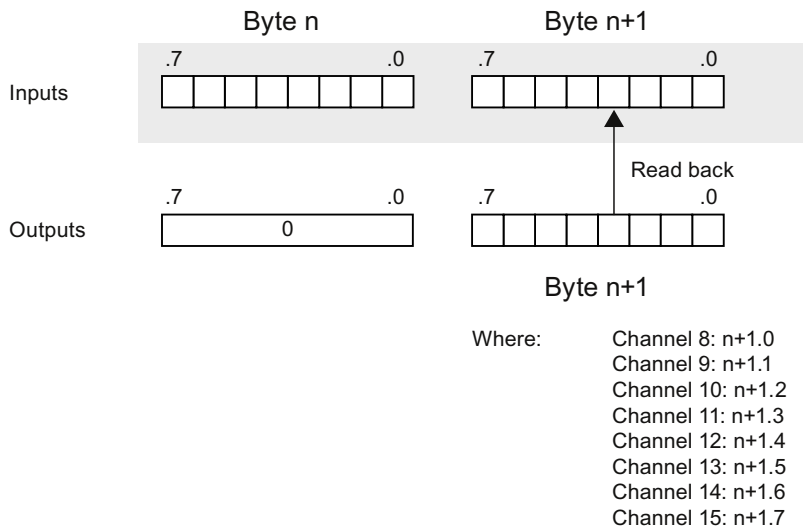 Byte n Byte n+1
.7 .0 .7 .0
Inputs
Read back
.7 .0 .7 .0
Outputs 0
Byte n+1
Where: Channel 8: n+1.0
Channel 9: n+1.1
Channel 10: n+1.2
Channel 11: n+1.3
Channel 12: n+1.4
Channel 13: n+1.5
Channel 14: n+1.6
Channel 15: n+1.7